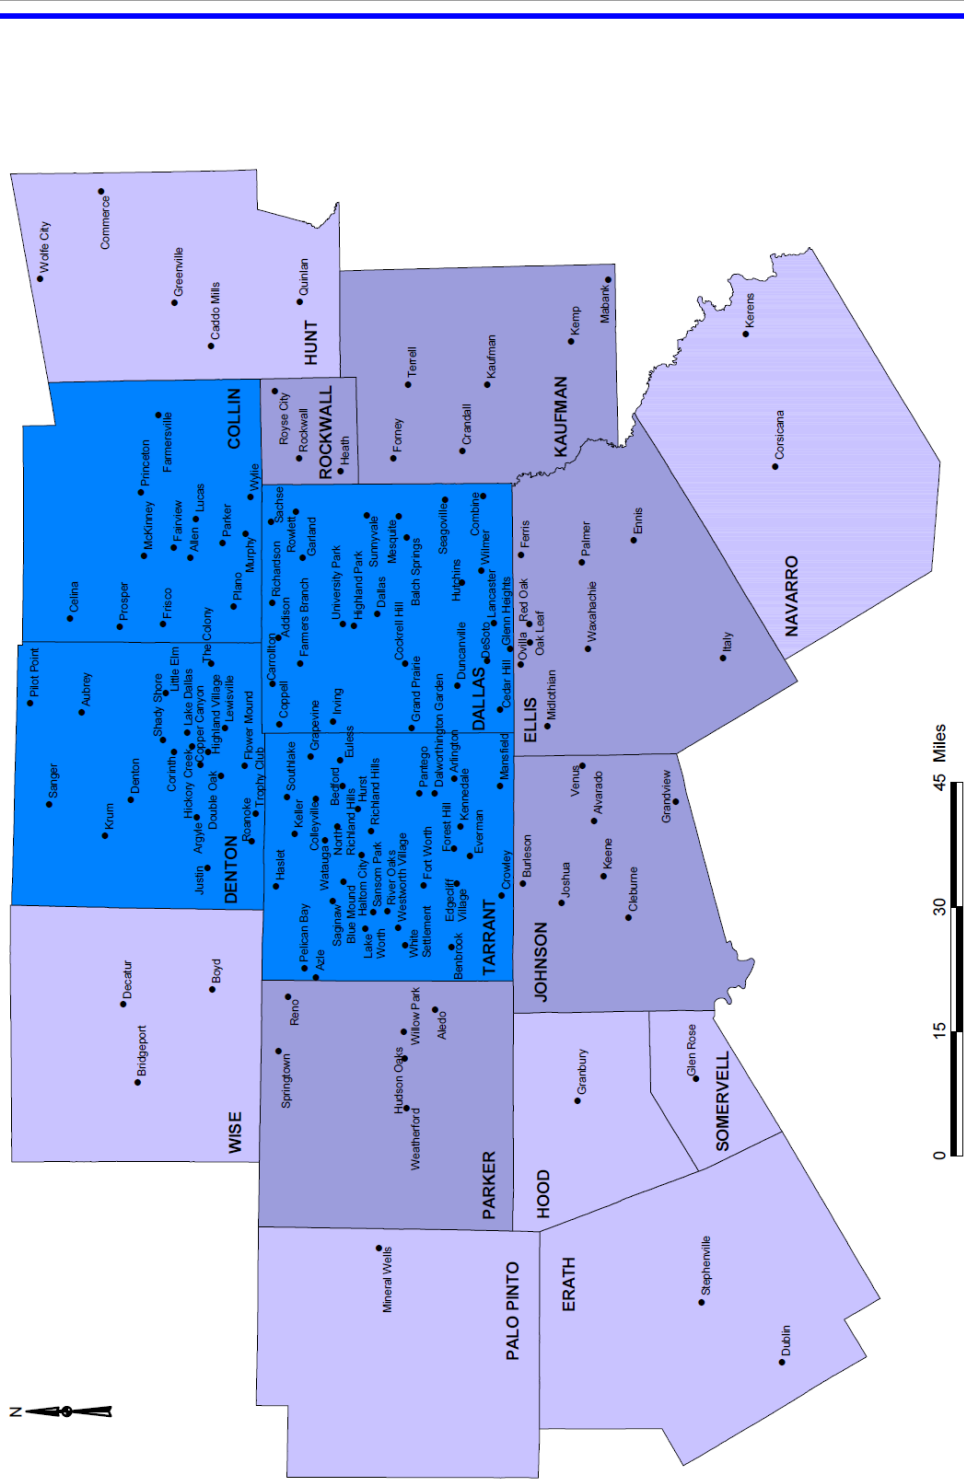 N
Wolfe City
Commerce
Greenville
Caddo Mills
Quinlan
HUNT
Celina
Prosper
Frisco
McKinney
Princeton
Farmersville
Fairview
Allen
Lucas
Parker
Plano
Murphy
Wylie
COLLIN
Royse City
Rockwall
Heath
ROCKWALL
Forney
Terrell
Crandall
Kaufman
Kemp
Mabank
KAUFMAN
Pilot Point
Aubrey
Sanger
Krum
Denton
Shady Shore
Little Elm
Corinth
Lake Dallas
Hickory Creek
Copper Canyon
The Colony
Highland Village
Lewisville
Argyle
Double Oak
Justin
Flower Mound
Roanoke
Trophy Club
DENTON
Carrollton
Richardson
Sachse
Addison
Coppell
Rowlett
Farmers Branch
Garland
University Park
Irving
Highland Park
Sunnyvale
Dallas
Mesquite
Cockrell Hill
Balch Springs
Grand Prairie
Seagoville
Hutchins
Duncanville
Combine
Wilmer
DeSoto
Lancaster
Cedar Hill
Glenn Heights
DALLAS
Haslet
Southlake
Keller
Grapevine
Colleyville
Pelican Bay
Azle
Watauga
Bedford
Euless
North
Richland Hills
Hurst
Saginaw
Blue Mound
Haltom City
Richland Hills
Lake
Worth
Sansom Park
River Oaks
Westworth Village
White
Settlement
Fort Worth
Pantego
Dalworthington Garden
Arlington
Forest Hill
Kennedale
Edgecliff
Village
Everman
Benbrook
Crowley
Mansfield
TARRANT
Decatur
Bridgeport
Boyd
WISE
Springtown
Reno
Hudson Oaks
Willow Park
Weatherford
Aledo
PARKER
Mineral Wells
PALO PINTO
Ferris
Ovilla
Red Oak
Oak Leaf
Midlothian
Waxahachie
Palmer
Ennis
Italy
ELLIS
Kerens
Corsicana
NAVARRO
Burleson
Joshua
Venus
Alvarado
Keene
Cleburne
Grandview
JOHNSON
Granbury
HOOD
Glen Rose
SOMERVELL
Stephenville
Dublin
ERATH
0
15
30
45 Miles